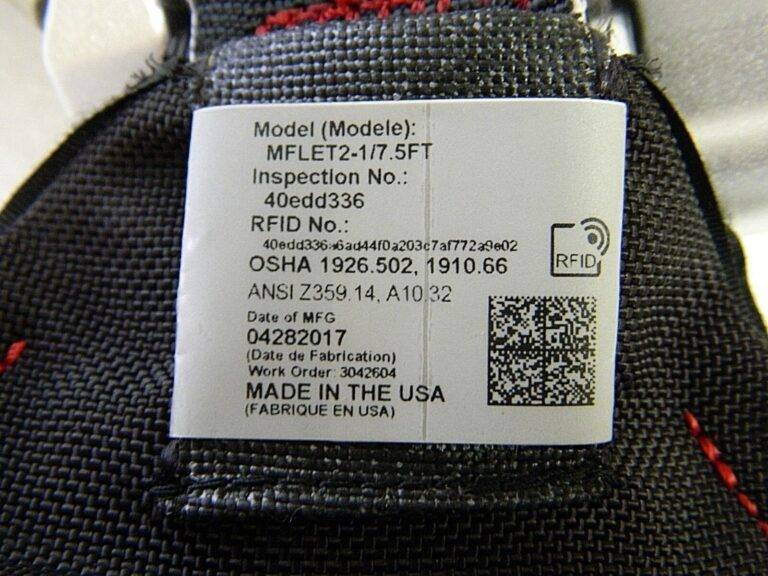 Model (Modele):
MFLET2-1/7.5FT
Inspection No.:
40edd336
RFID No.:
RFID
OSHA 1926.502, 1910.66
ANSI Z359.14, A10.32
Date of MFG
04282017
(Date de Fabrication)
Work Order: 3042604
MADE IN THE USA
(FABRIQUE EN USA)